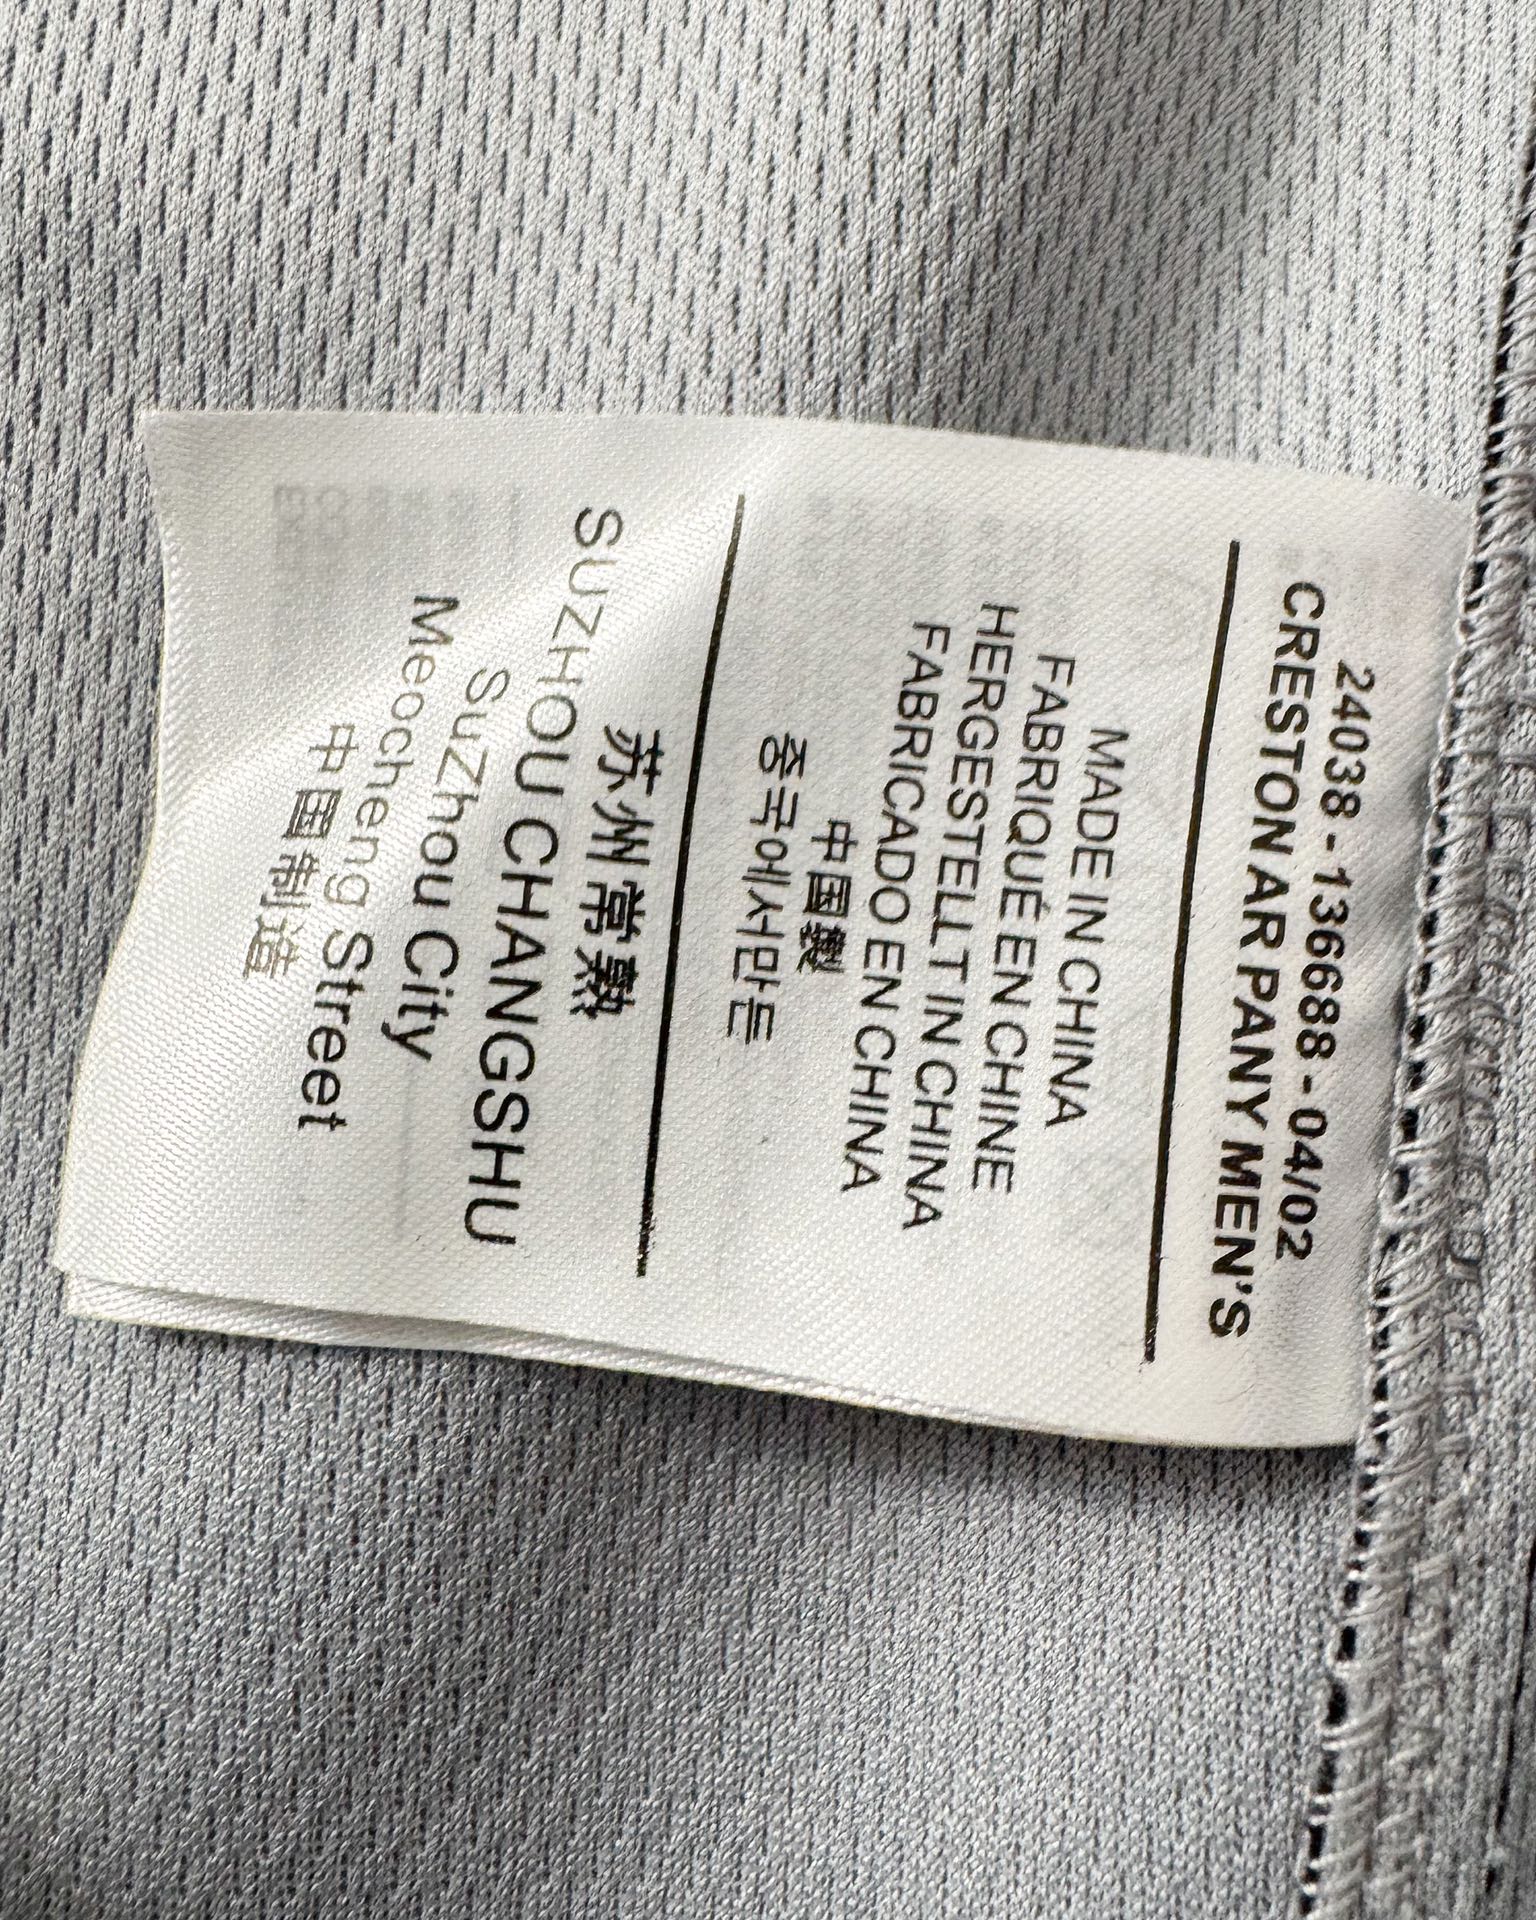 24038 - 136688 - 04/02
CRESTON AR PANY MEN'S
MADE IN CHINA
FABRIQUÉ EN CHINE
HERGESTELLT IN CHINA
FABRICADO EN CHINA
中国製
중국에서만든
苏州常熟
SUZHOU CHANGSHU
SuZhou City
Meocheng Street
中国制造